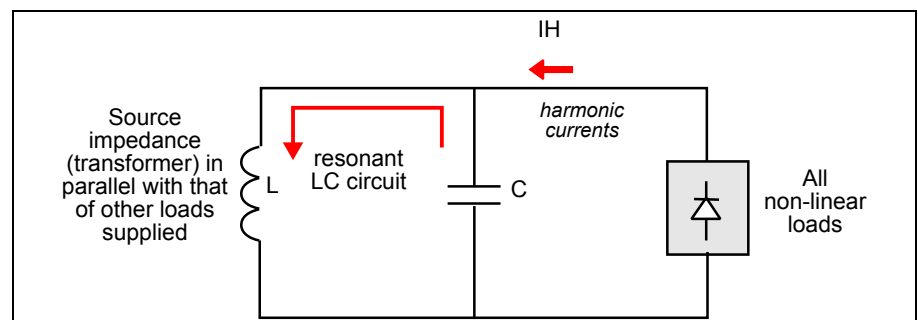 IH
harmonic
currents
Source
impedance
(transformer) in
parallel with that
of other loads
supplied
L
resonant
LC circuit
C
All
non-linear
loads